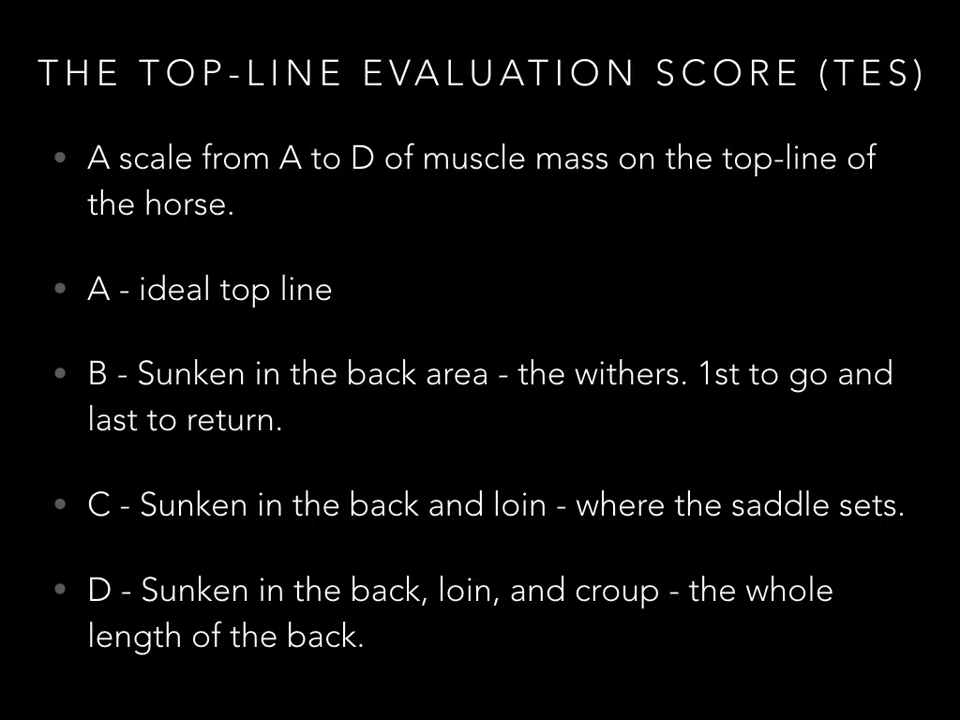 THE TOP-LINE EVALUATION SCORE (TES)
• A scale from A to D of muscle mass on the top-line of
the horse.
• A - ideal top line
• B - Sunken in the back area - the withers. 1st to go and
last to return.
• C - Sunken in the back and loin - where the saddle sets.
• D - Sunken in the back, loin, and croup - the whole
length of the back.